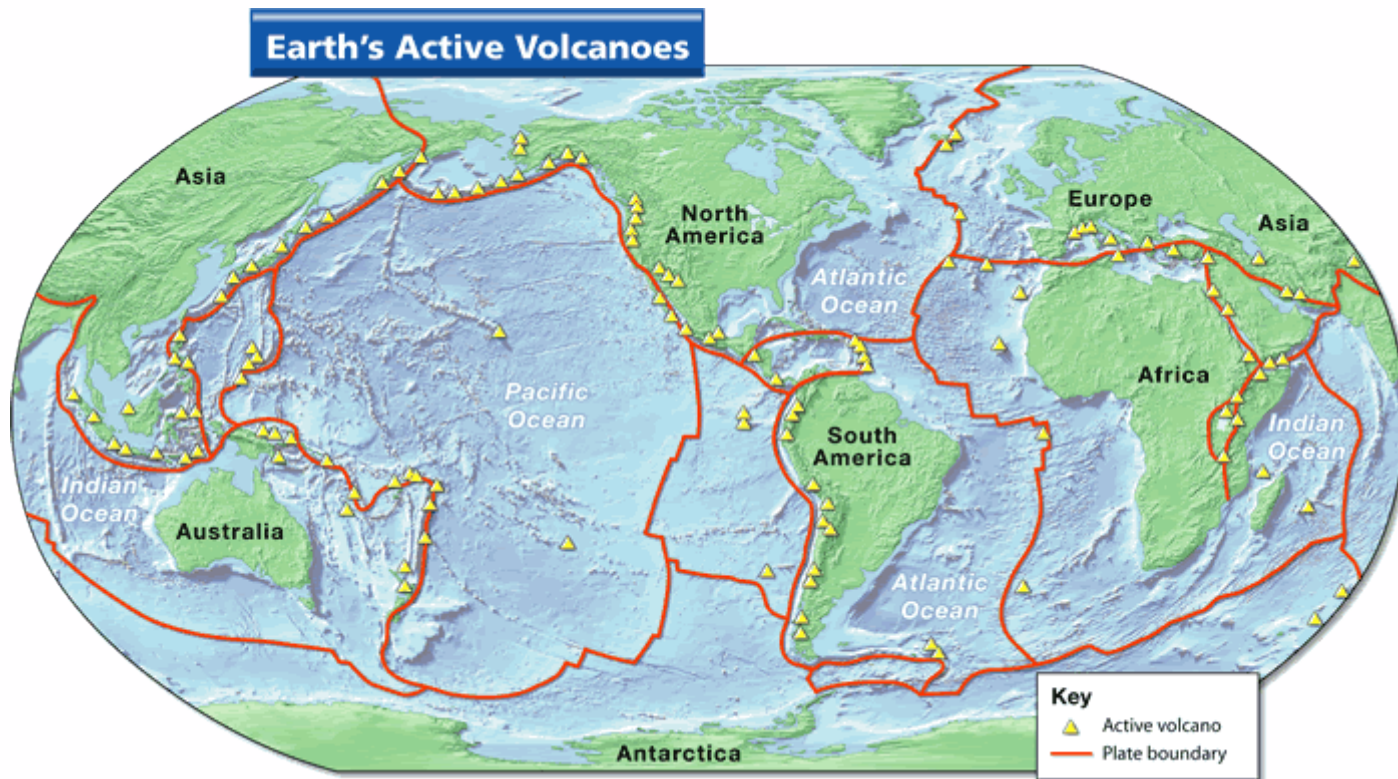 Earth's Active Volcanoes
Asia
North
America
Europe
Asia
Atlantic
Ocean
Pacific
Ocean
Africa
South
America
Indian
Ocean
Indian
Ocean
Australia
Atlantic
Ocean
Antarctica
Key
Active volcano
Plate boundary